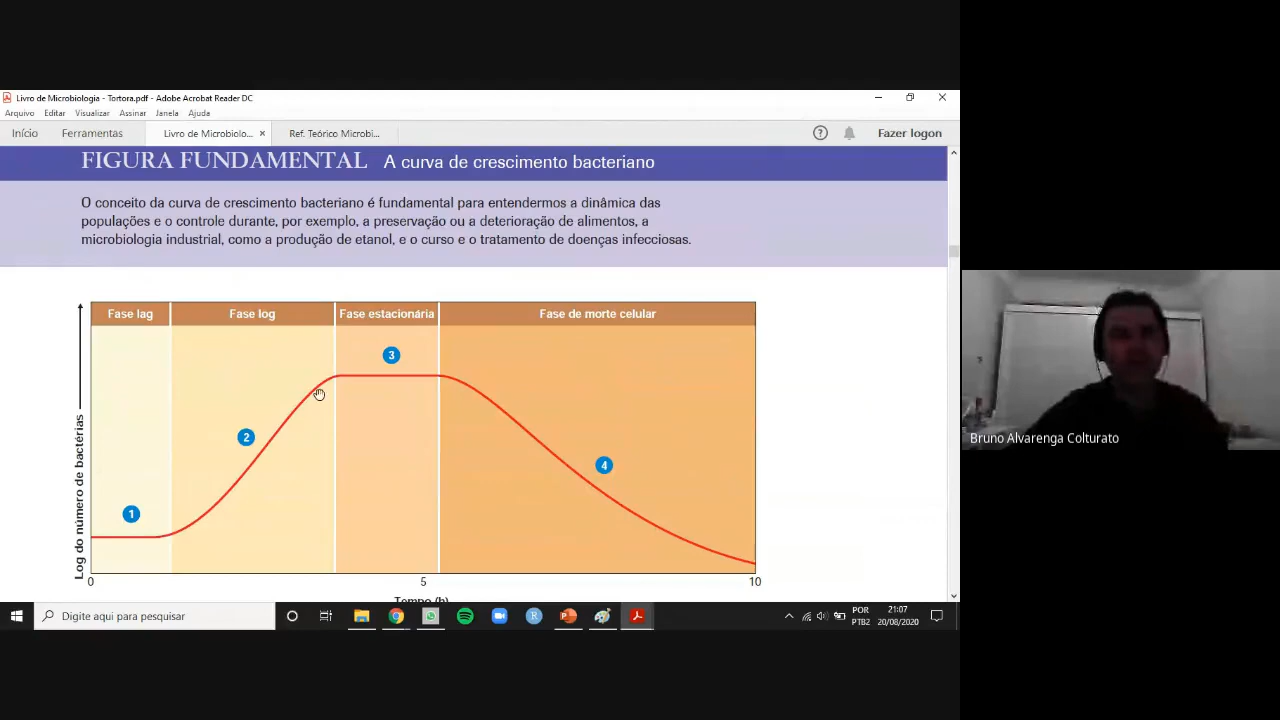 Livro de Microbiologia - Tortora.pdf - Adobe Acrobat Reader DC
Arquivo Editar Visualizar Assinar Janela Ajuda
Início Ferramentas Livro de Microbiolo... × Ref. Teórico Microbi... Fazer logon
FIGURA FUNDAMENTAL A curva de crescimento bacteriano
O conceito da curva de crescimento bacteriano é fundamental para entendermos a dinâmica das
populações e o controle durante, por exemplo, a preservação ou a deterioração de alimentos, a
microbiologia industrial, como a produção de etanol, e o curso e o tratamento de doenças infecciosas.
Fase lag Fase log Fase estacionária Fase de morte celular
3
2
4
1
Log do número de bactérias
0 5 10
Tempo (h)
Bruno Alvarenga Colturato
Digite aqui para pesquisar
POR
PTB2
21:07
20/08/2020